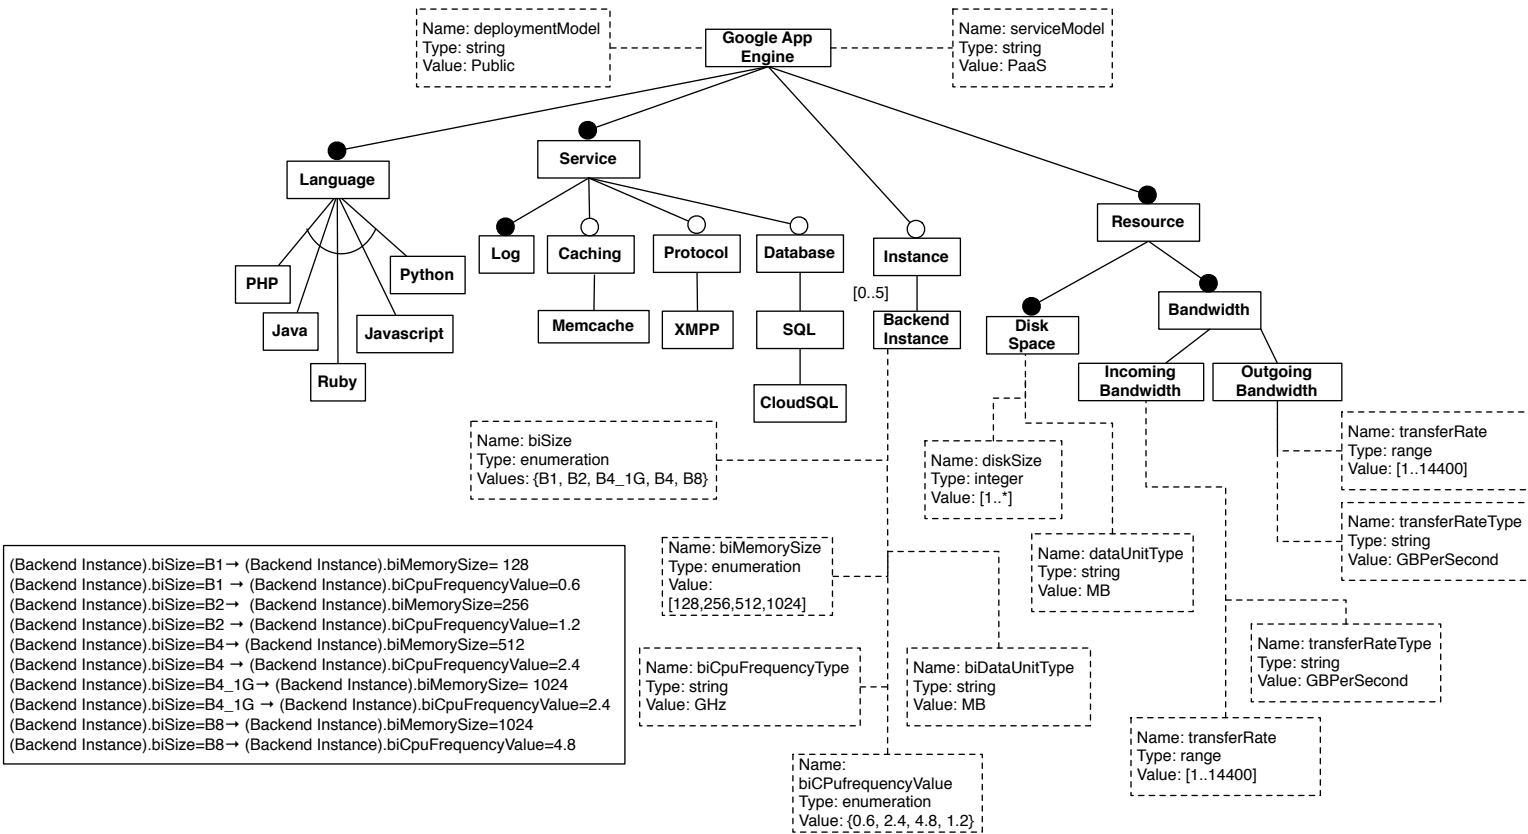 Name: deploymentModel
Type: string
Value: Public
Google App
Engine
Name: serviceModel
Type: string
Value: PaaS
Language
Service
Resource
Log
Caching
Protocol
Database
Instance
PHP
Python
Java
Javascript
Ruby
Memcache
XMPP
SQL
CloudSQL
[0..5]
Backend
Instance
Disk
Space
Bandwidth
Incoming
Bandwidth
Outgoing
Bandwidth
Name: biSize
Type: enumeration
Values: {B1, B2, B4_1G, B4, B8}
Name: diskSize
Type: integer
Value: [1..*]
Name: transferRate
Type: range
Value: [1..14400]
Name: transferRateType
Type: string
Value: GBPerSecond
Name: biMemorySize
Type: enumeration
Value:
[128,256,512,1024]
Name: dataUnitType
Type: string
Value: MB
(Backend Instance).biSize=B1→ (Backend Instance).biMemorySize= 128
(Backend Instance).biSize=B1 → (Backend Instance).biCpuFrequencyValue=0.6
(Backend Instance).biSize=B2→ (Backend Instance).biMemorySize=256
(Backend Instance).biSize=B2 → (Backend Instance).biCpuFrequencyValue=1.2
(Backend Instance).biSize=B4→ (Backend Instance).biMemorySize=512
(Backend Instance).biSize=B4 → (Backend Instance).biCpuFrequencyValue=2.4
(Backend Instance).biSize=B4_1G→ (Backend Instance).biMemorySize= 1024
(Backend Instance).biSize=B4_1G → (Backend Instance).biCpuFrequencyValue=2.4
(Backend Instance).biSize=B8→ (Backend Instance).biMemorySize=1024
(Backend Instance).biSize=B8→ (Backend Instance).biCpuFrequencyValue=4.8
Name: biCpuFrequencyType
Type: string
Value: GHz
Name: biDataUnitType
Type: string
Value: MB
Name: transferRateType
Type: string
Value: GBPerSecond
Name: transferRate
Type: range
Value: [1..14400]
Name:
biCPufrequencyValue
Type: enumeration
Value: {0.6, 2.4, 4.8, 1.2}